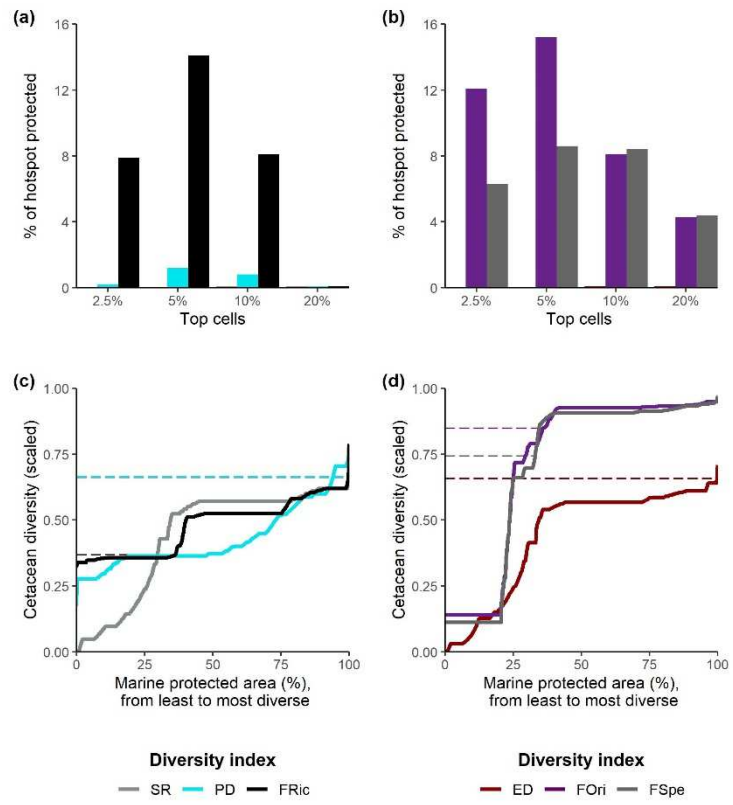 (a)
% of hotspot protected
16
12
8
4
0
2.5% 5% 10% 20%
Top cells
(b)
% of hotspot protected
16
12
8
4
0
2.5% 5% 10% 20%
Top cells
(c)
Cetacean diversity (scaled)
1.00
0.75
0.50
0.25
0.00
0 25 50 75 100
Marine protected area (%),
from least to most diverse
(d)
Cetacean diversity (scaled)
1.00
0.75
0.50
0.25
0.00
0 25 50 75 100
Marine protected area (%),
from least to most diverse
Diversity index
SR PD FRic
Diversity index
ED FOri FSpe